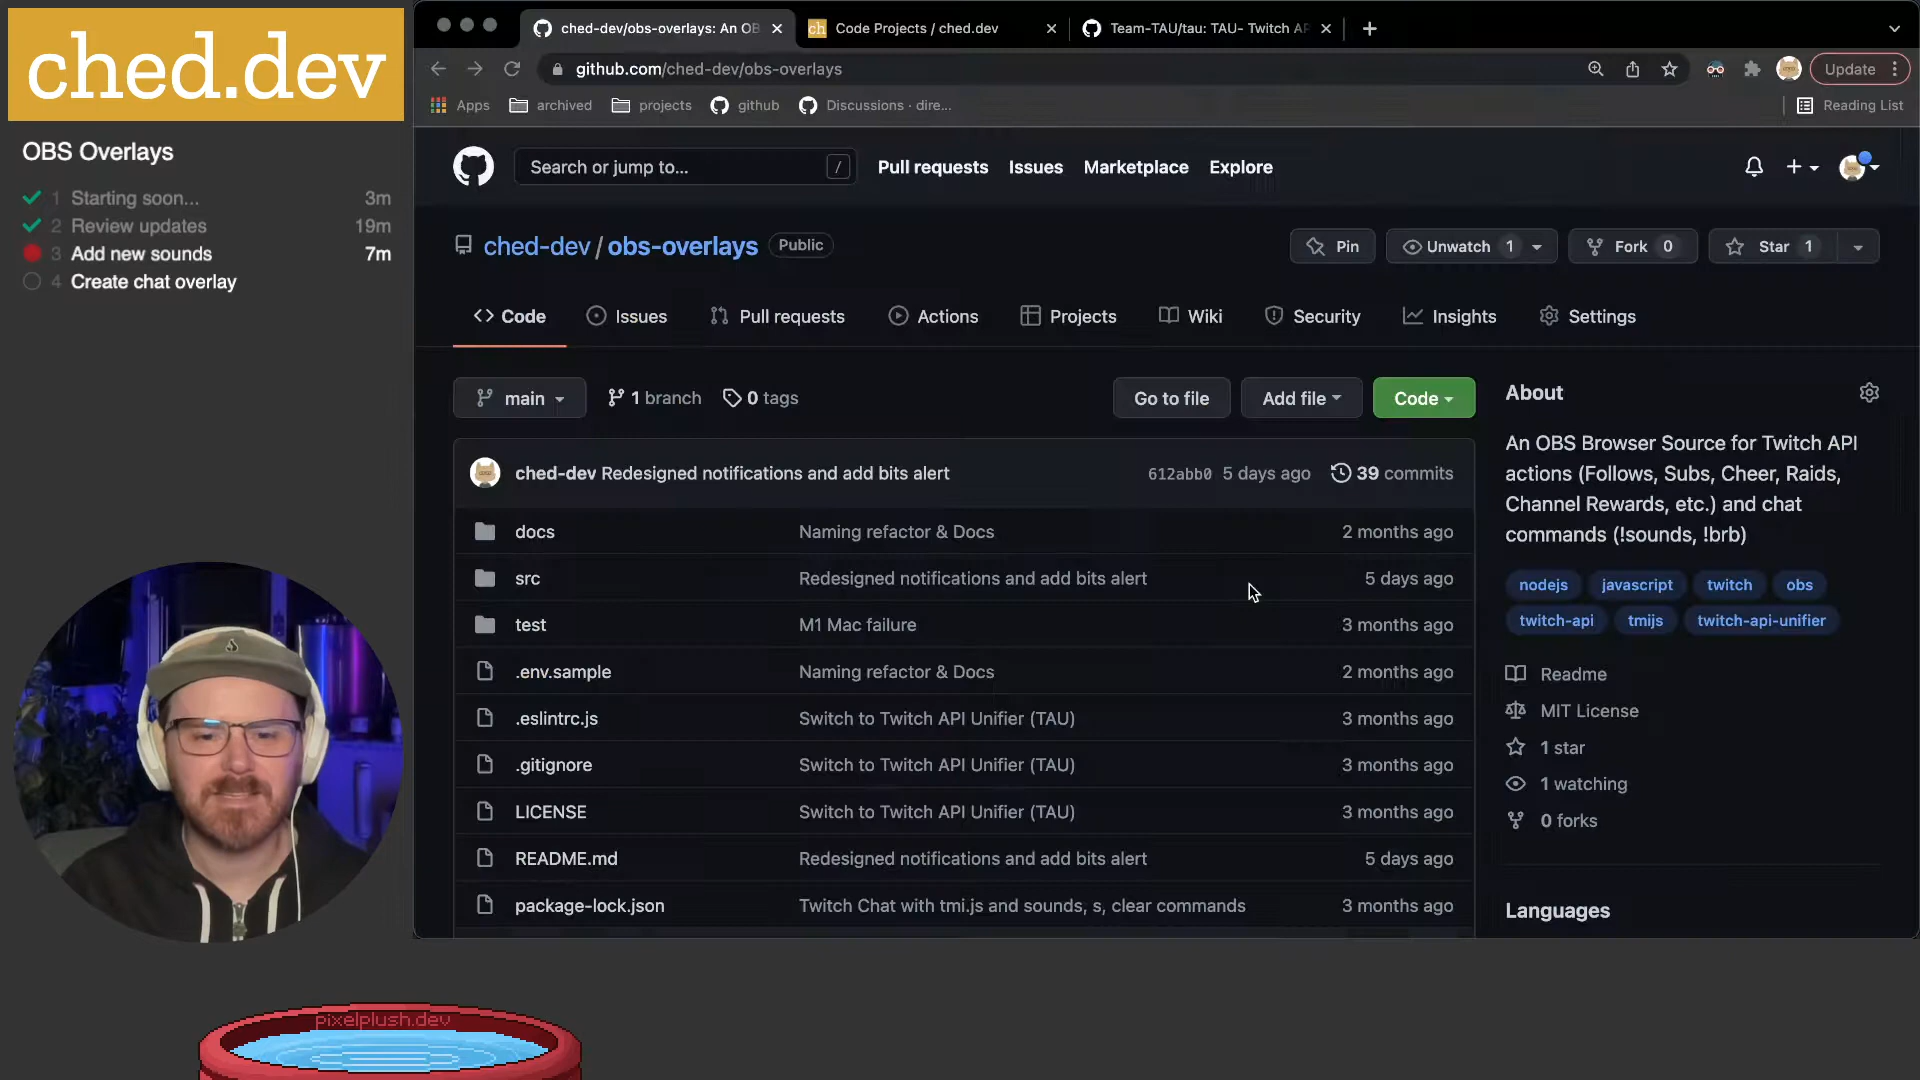 ched.dev
OBS Overlays
1 Starting soon... 3m
2 Review updates 19m
3 Add new sounds 7m
4 Create chat overlay
ched-dev/obs-overlays: An OB
ch Code Projects / ched.dev
Team-TAU/tau: TAU- Twitch AP
github.com/ched-dev/obs-overlays
Update
Apps archived projects github Discussions · dire...
Reading List
Search or jump to... /
Pull requests Issues Marketplace Explore
ched-dev / obs-overlays Public
Pin Unwatch 1 Fork 0 Star 1
Code Issues Pull requests Actions Projects Wiki Security Insights Settings
main 1 branch 0 tags Go to file Add file Code
ched-dev Redesigned notifications and add bits alert 612abb0 5 days ago 39 commits
docs Naming refactor & Docs 2 months ago
src Redesigned notifications and add bits alert 5 days ago
test M1 Mac failure 3 months ago
.env.sample Naming refactor & Docs 2 months ago
.eslintrc.js Switch to Twitch API Unifier (TAU) 3 months ago
.gitignore Switch to Twitch API Unifier (TAU) 3 months ago
LICENSE Switch to Twitch API Unifier (TAU) 3 months ago
README.md Redesigned notifications and add bits alert 5 days ago
package-lock.json Twitch Chat with tmi.js and sounds, s, clear commands 3 months ago
About
An OBS Browser Source for Twitch API
actions (Follows, Subs, Cheer, Raids,
Channel Rewards, etc.) and chat
commands (!sounds, !brb)
nodejs javascript twitch obs
twitch-api tmijs twitch-api-unifier
Readme
MIT License
1 star
1 watching
0 forks
Languages
pixelplush.dev